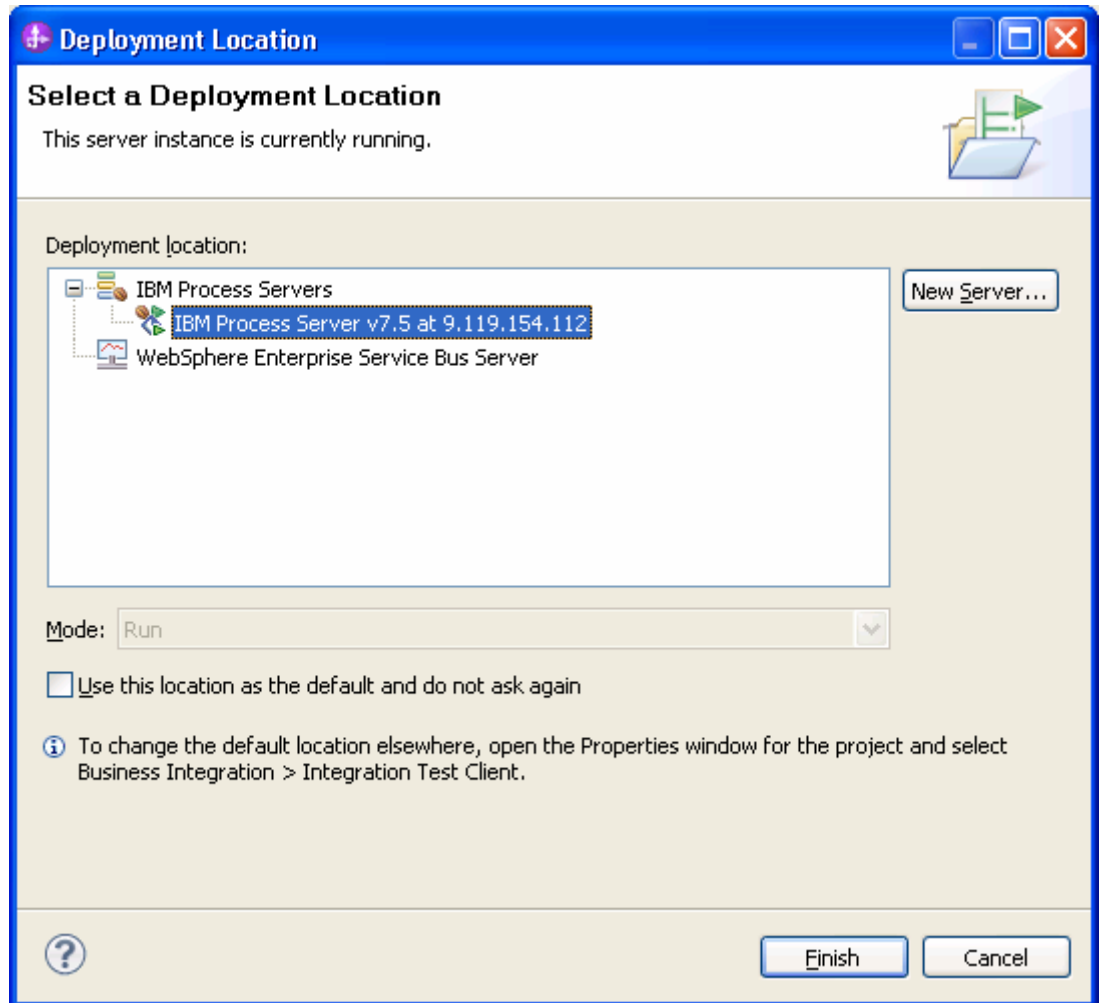 Deployment Location
Select a Deployment Location
This server instance is currently running.
Deployment location:
IBM Process Servers
New Server...
IBM Process Server v7.5 at 9.119.154.112
WebSphere Enterprise Service Bus Server
Mode: Run
Use this location as the default and do not ask again
To change the default location elsewhere, open the Properties window for the project and select
Business Integration > Integration Test Client.
? Finish Cancel